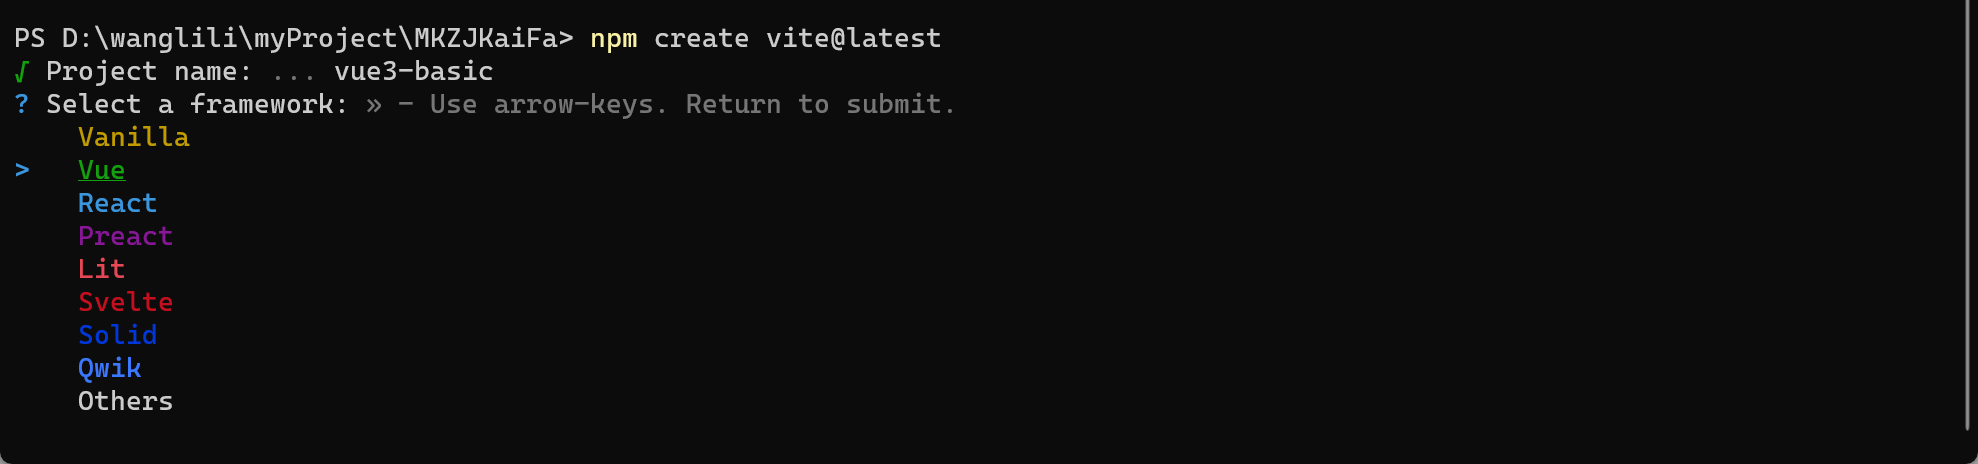 PS D:\wanglili\myProject\MKZJKaiFa> npm create vite@latest
√ Project name: ... vue3-basic
? Select a framework: » - Use arrow-keys. Return to submit.
Vanilla
> Vue
React
Preact
Lit
Svelte
Solid
Qwik
Others